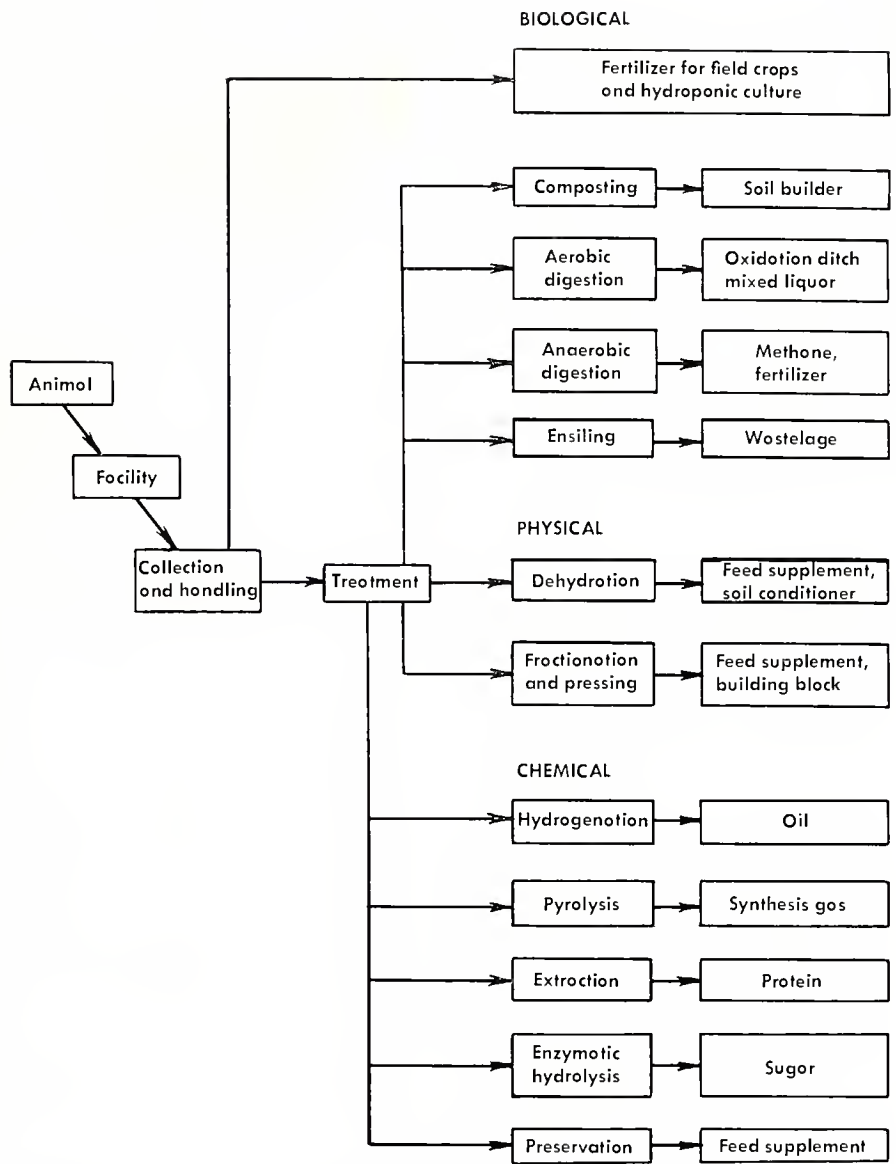 BIOLOGICAL
Fertilizer for field crops
and hydroponic culture
Composting
Soil builder
Aerobic
digestion
Oxidotion ditch
mixed liquor
Anaerobic
digestion
Methone,
fertilizer
Animol
Ensiling
Wostelage
Focility
PHYSICAL
Collection
ond hondling
Treotment
Dehydrotion
Feed supplement,
soil conditioner
Froctionotion
and pressing
Feed supplement,
building block
CHEMICAL
Hydrogenotion
Oil
Pyrolysis
Synthesis gos
Extroction
Protein
Enzymotic
hydrolysis
Sugor
Preservation
Feed supplement